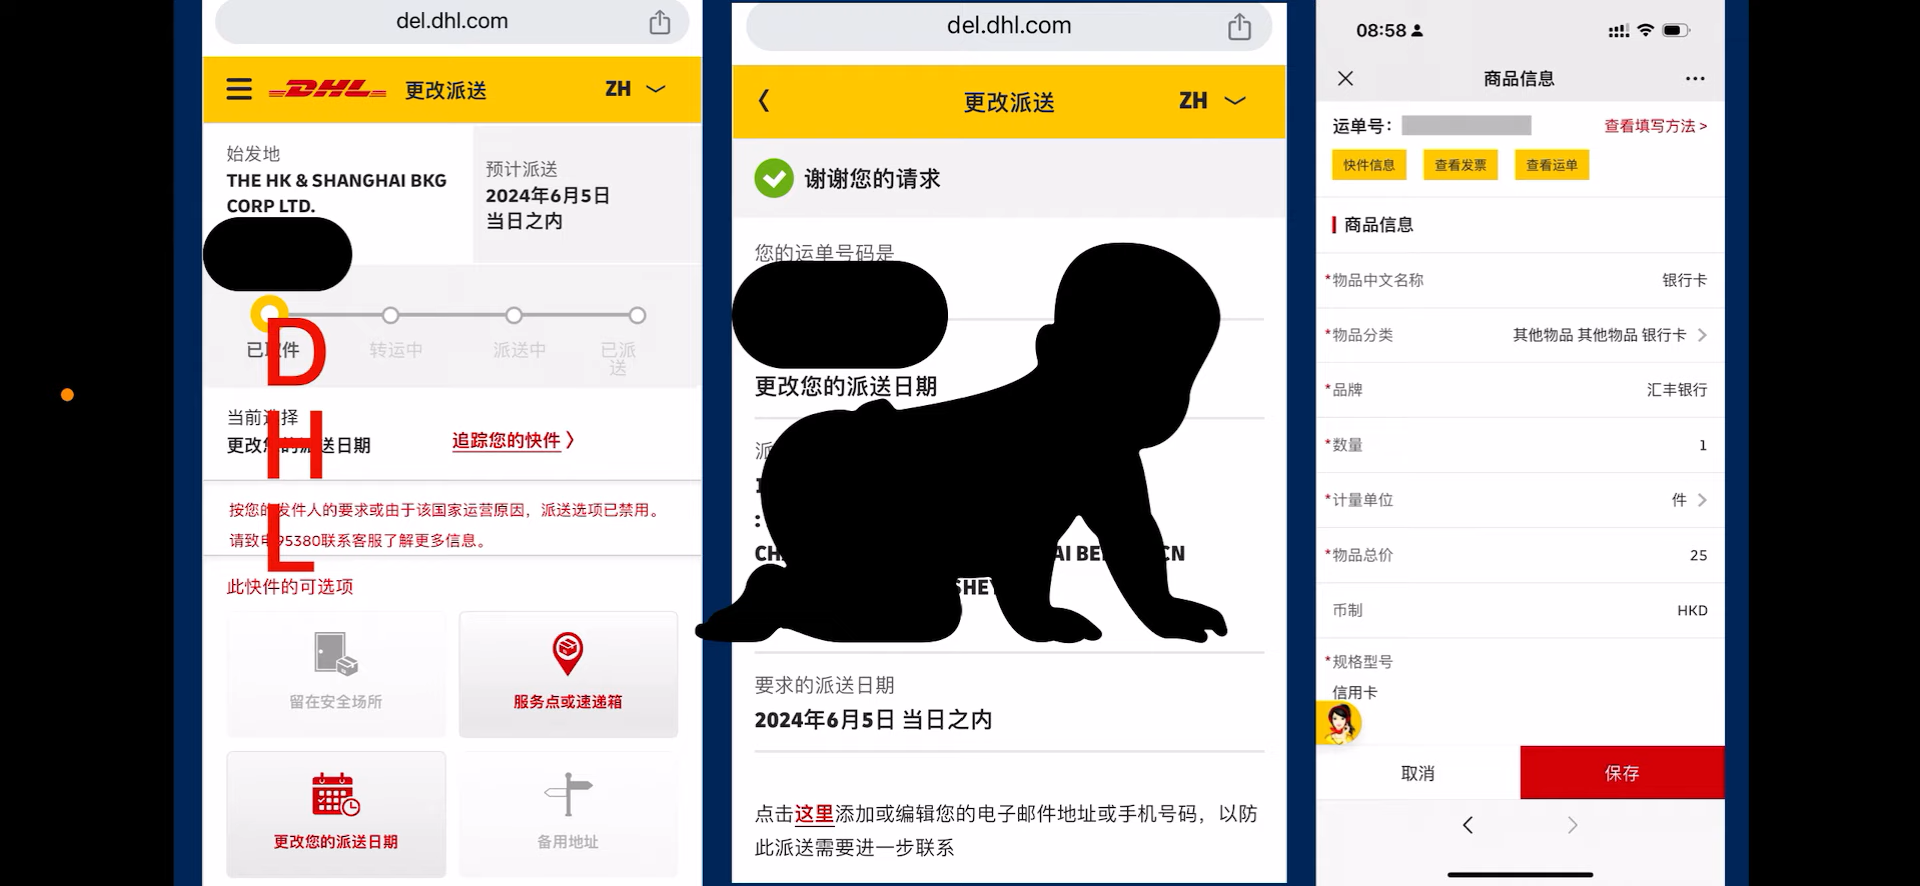 del.dhl.com
DHL
更改派送
ZH
始发地
THE HK & SHANGHAI BKG
CORP LTD.
预计派送
2024年6月5日
当日之内
转运中
派送中
已派
送
D
H
L
当前选择
更改您的派送日期
追踪您的快件
按您的发件人的要求或由于该国家运营原因，派送选项已禁用。
请致电95380联系客服了解更多信息。
此快件的可选项
留在安全场所
服务点或速递箱
更改您的派送日期
备用地址
del.dhl.com
更改派送
ZH
谢谢您的请求
您的运单号码是
更改您的派送日期
要求的派送日期
2024年6月5日 当日之内
点击这里添加或编辑您的电子邮件地址或手机号码，以防
此派送需要进一步联系
08:58
商品信息
运单号：
查看填写方法 >
快件信息
查看发票
查看运单
商品信息
*物品中文名称
银行卡
*物品分类
其他物品 其他物品 银行卡
*品牌
汇丰银行
*数量
1
*计量单位
件
*物品总价
25
币制
HKD
*规格型号
信用卡
取消
保存